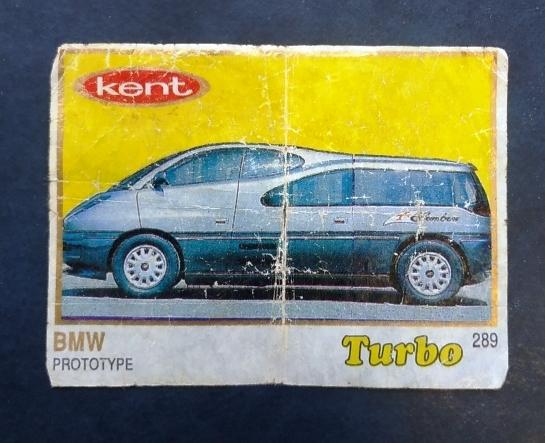 kent
BMW
PROTOTYPE
Turbo
289